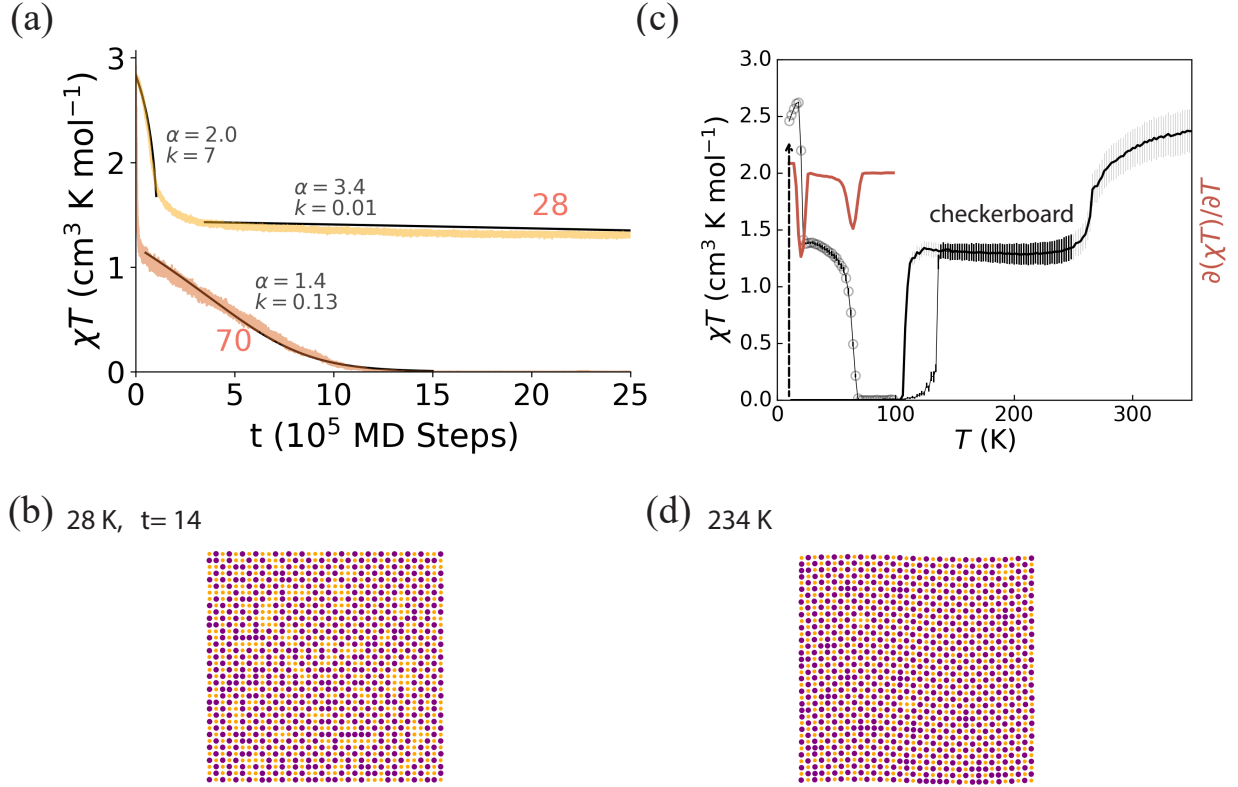 (a)
3
2
1
0
χT (cm³ K mol⁻¹)
α = 2.0
k = 7
α = 3.4
k = 0.01
28
α = 1.4
k = 0.13
70
0 5 10 15 20 25
t (10⁵ MD Steps)
(c)
3.0
2.5
2.0
1.5
1.0
0.5
0.0
χT (cm³ K mol⁻¹)
checkerboard
∂(χT)/∂T
0 100 200 300
T (K)
(b) 28 K, t= 14
(d) 234 K